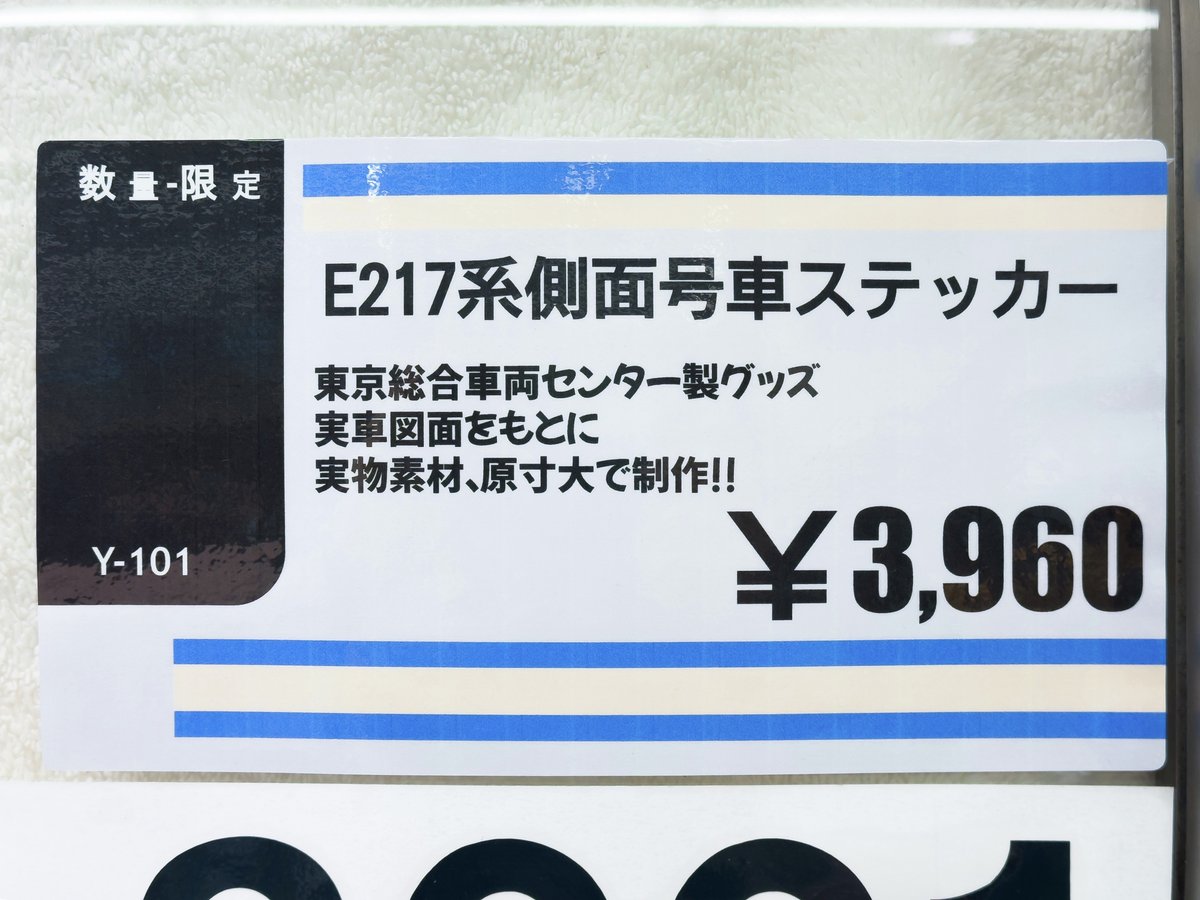 数量-限定
E217系側面号車ステッカー
東京総合車両センター製グッズ
実車図面をもとに
実物素材、原寸大で制作!!
¥3,960
Y-101